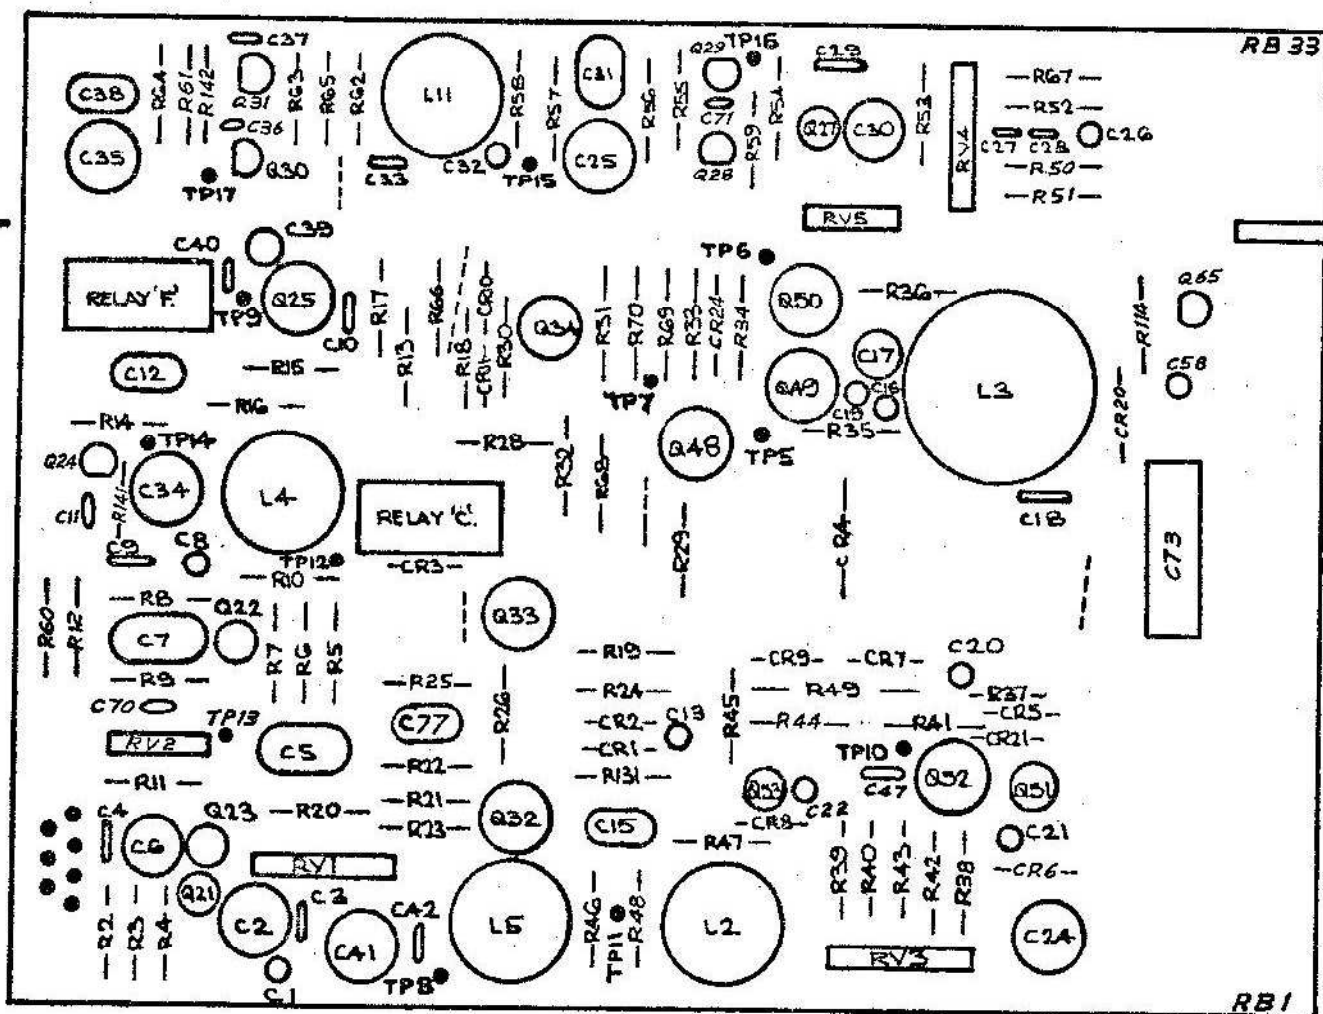 C37
Q29
TP16
C29
RB 33
C38
R64
R61
R142
Q31
R63
R65
R62
L11
R58
R57
C31
R56
R55
C71
R59
R54
Q27
C30
R53
RV4
R67
R52
C27
C28
C26
R50
R51
C35
C36
Q30
TP17
C33
C32
TP15
C25
Q28
RV5
C40
C39
RELAY 'F'.
TP9
Q25
C10
R17
R13
R66
R18
CR10
CR11
R30
Q34
R31
R70
R69
R33
CR24
R34
TP6
Q50
R36
Q65
R114
C12
R15
R16
TP7
Q49
C17
C19
C16
L3
C58
CR20
R14
TP14
R28
R32
R68
Q48
TP5
R35
Q24
R141
C34
L4
RELAY 'C'.
C11
C9
C8
TP12
CR3
R29
CR4
C18
C73
R10
R60
R12
R8
Q22
C7
R7
R6
R5
Q33
R9
R25
R26
R19
CR9
CR7
C20
R24
R45
R49
R37
C70
TP13
C77
CR2
C13
R44
R41
CR5
RV2
C5
CR1
TP10
CR21
R11
R22
R131
Q53
C22
C47
Q52
Q51
C4
C6
Q23
R20
R21
R23
Q32
C15
CR8
R47
C21
RV1
R39
R40
R43
R42
R38
CR6
Q21
R2
R3
R4
C2
C3
C41
C42
L5
R46
TP11
R48
L2
C24
RV3
C1
TP8
RB1